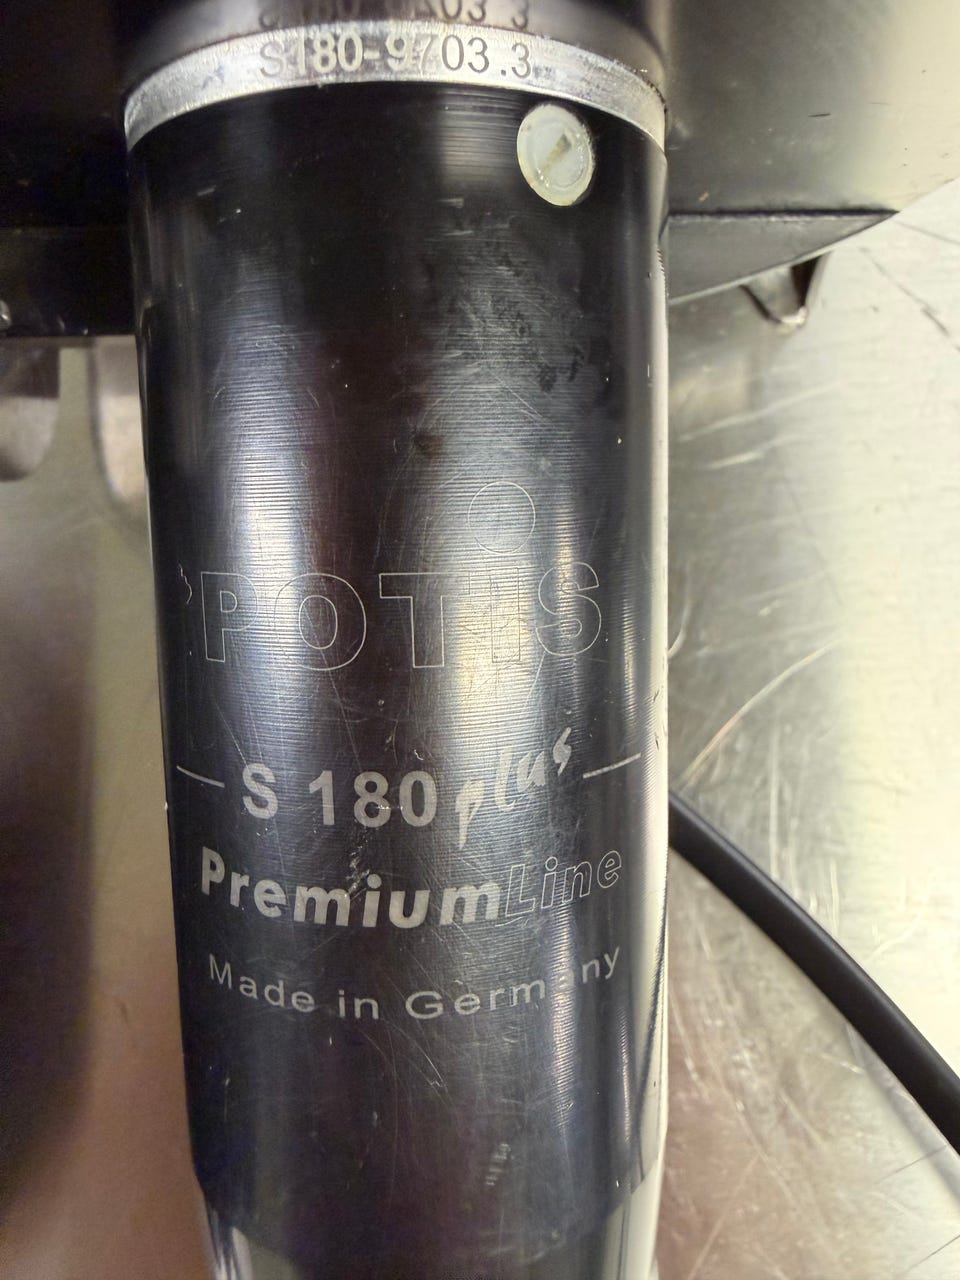 S180-9703.3
POTIS
S 180 plus
PremiumLine
Made in Germany